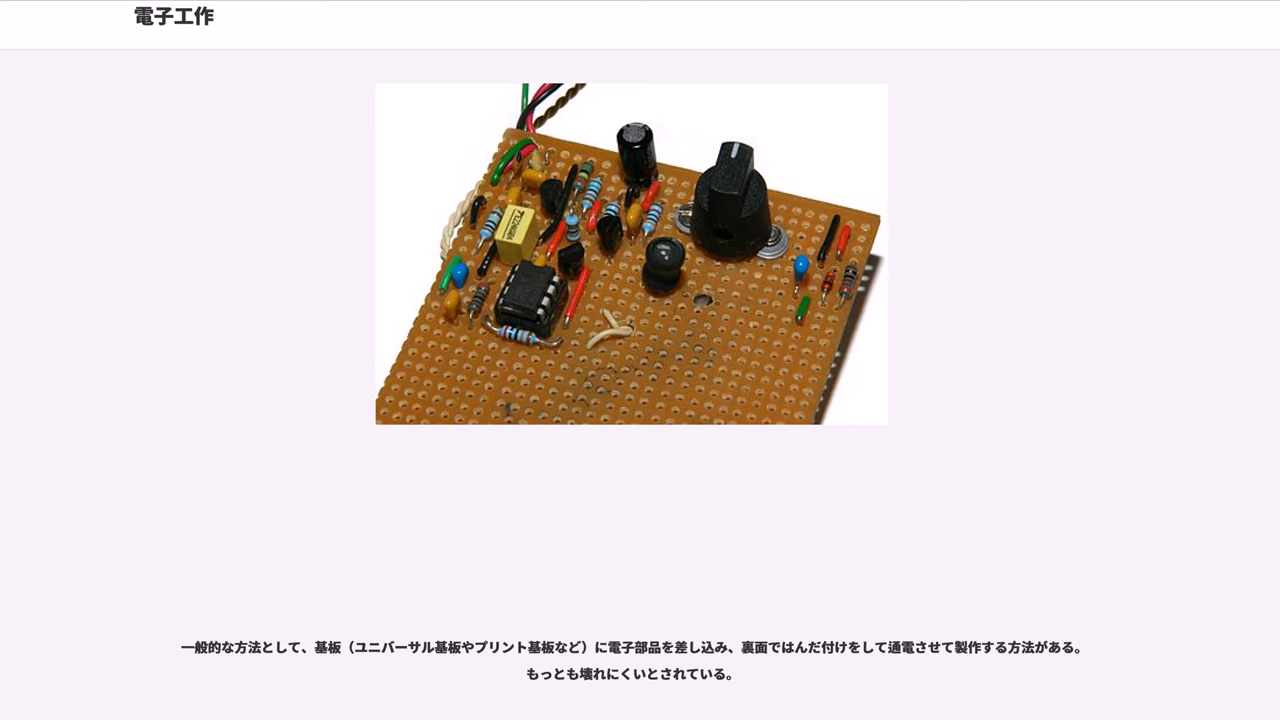 電子工作
一般的な方法として、基板（ユニバーサル基板やプリント基板など）に電子部品を差し込み、裏面ではんだ付けをして通電させて製作する方法がある。
もっとも壊れにくいとされている。